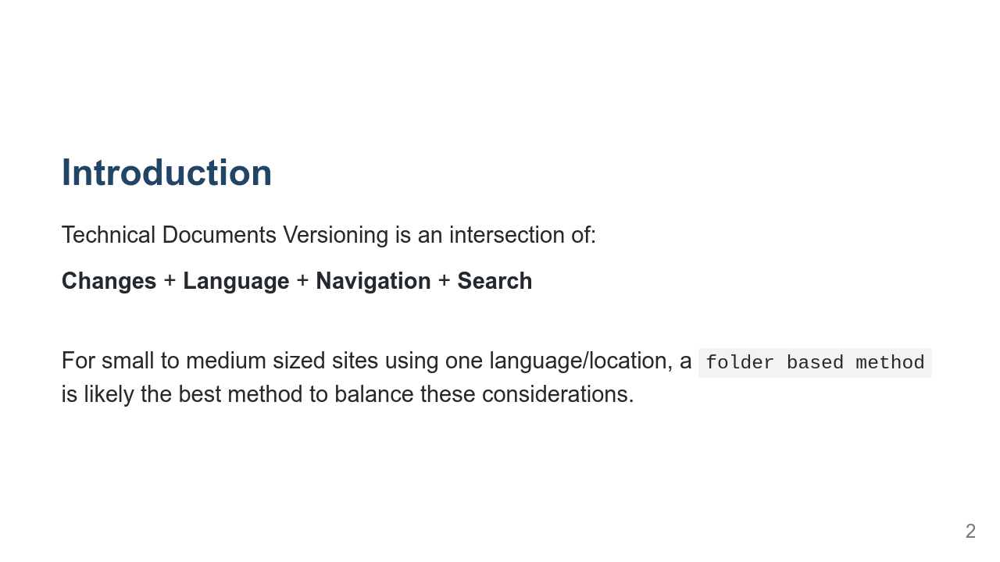 Introduction
Technical Documents Versioning is an intersection of:
Changes + Language + Navigation + Search
For small to medium sized sites using one language/location, a folder based method
is likely the best method to balance these considerations.
2